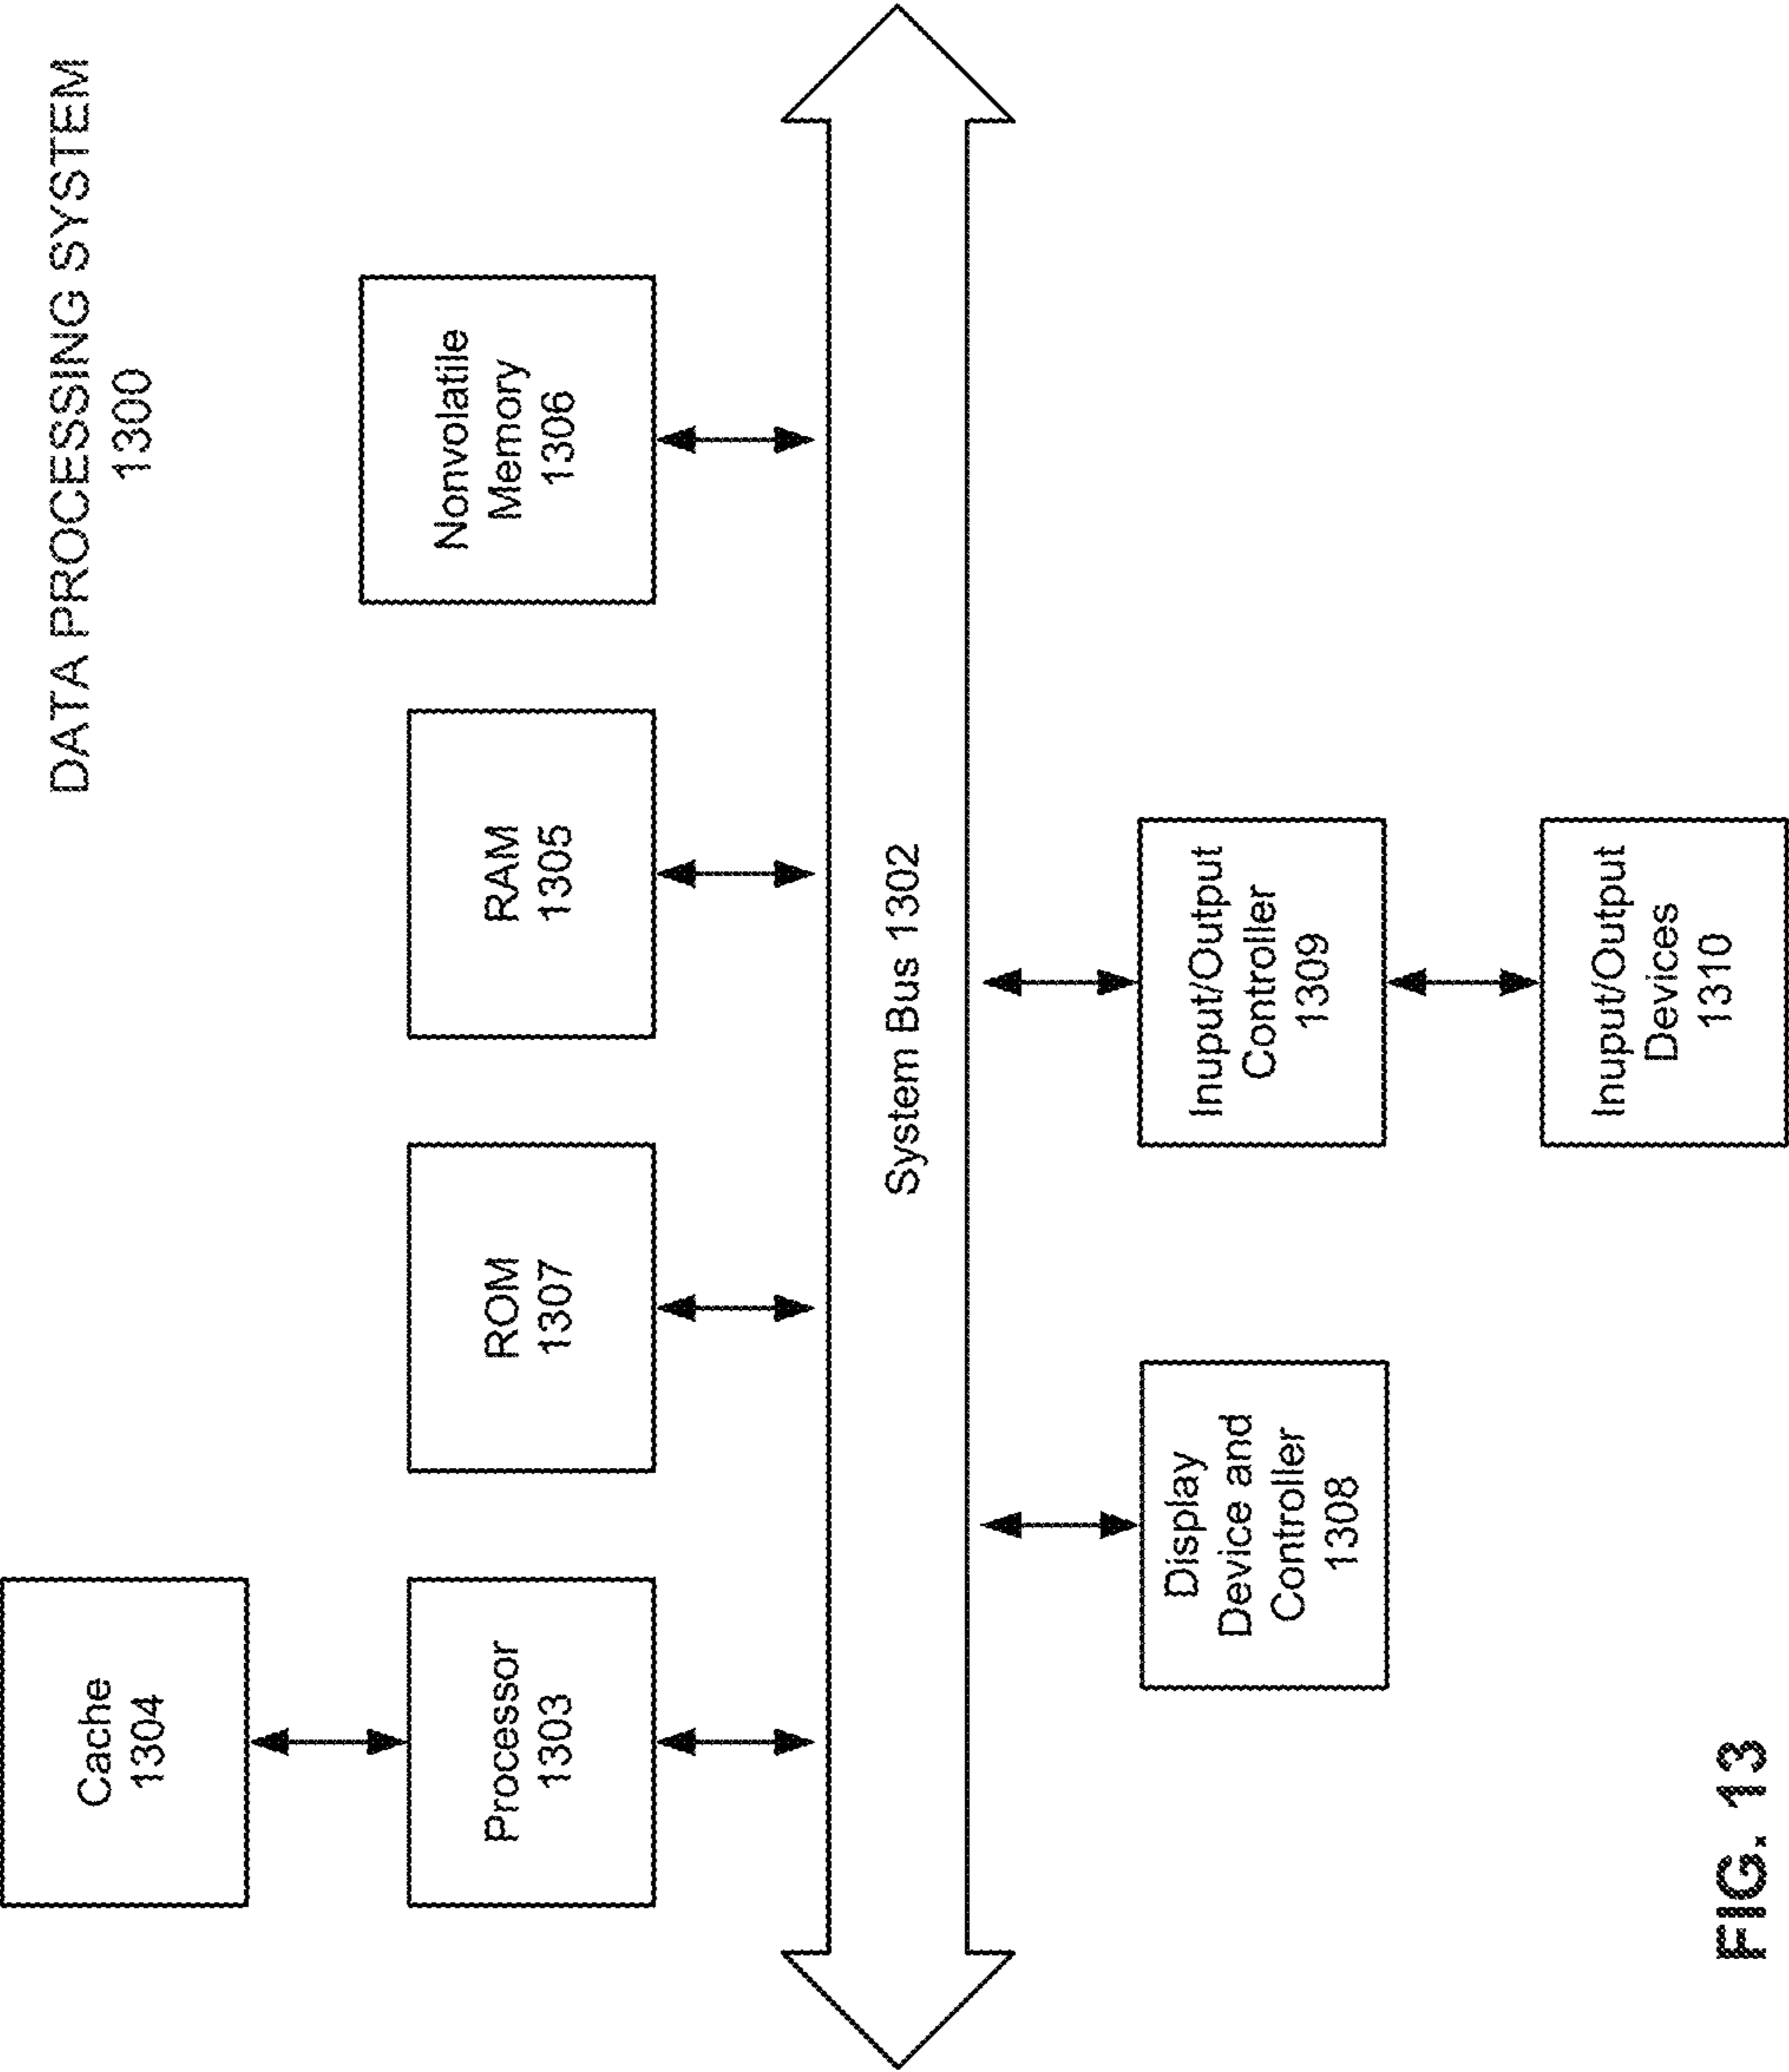 DATA PROCESSING SYSTEM
1300
Cache
1304
Processor
1303
ROM
1307
RAM
1305
Nonvolatile
Memory
1306
System Bus 1302
Display
Device and
Controller
1308
Inuput/Output
Controller
1309
Inuput/Output
Devices
1310
FIG. 13